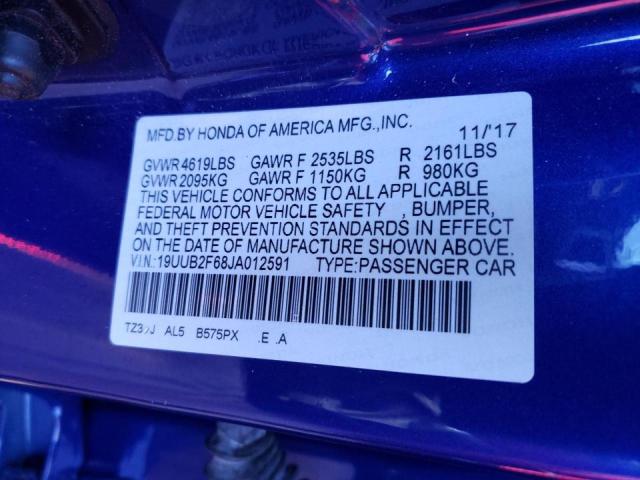 MFD.BY HONDA OF AMERICA MFG.,INC. 11/'17
GVWR 4619LBS GAWR F 2535LBS R 2161LBS
GVWR 2095KG GAWR F 1150KG R 980KG
THIS VEHICLE CONFORMS TO ALL APPLICABLE
FEDERAL MOTOR VEHICLE SAFETY , BUMPER,
AND THEFT PREVENTION STANDARDS IN EFFECT
ON THE DATE OF MANUFACTURE SHOWN ABOVE.
V.I.N.: 19UUB2F68JA012591 TYPE:PASSENGER CAR
AL5 B575PX .E .A